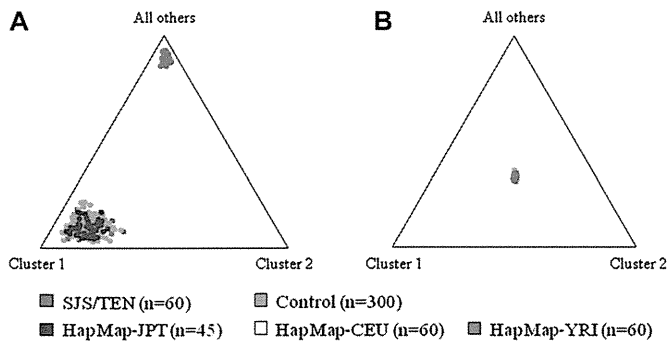 A
All others
Cluster 1
Cluster 2
B
All others
Cluster 1
Cluster 2
SJS/TEN (n=60)
Control (n=300)
HapMap-JPT (n=45)
HapMap-CEU (n=60)
HapMap-YRI (n=60)